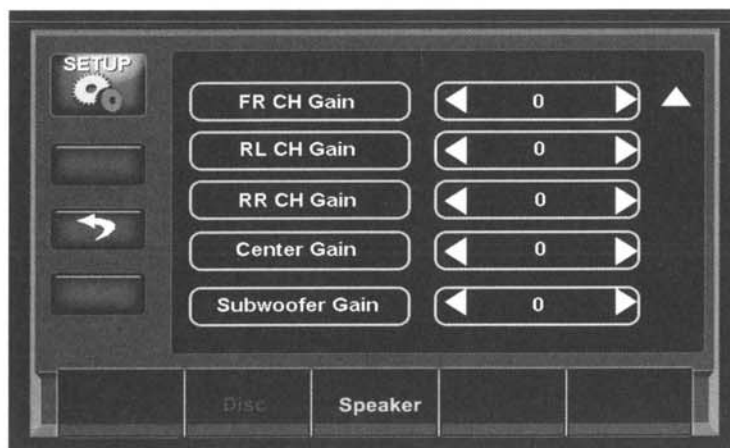 SETUP
FR CH Gain 0
RL CH Gain 0
RR CH Gain 0
Center Gain 0
Subwoofer Gain 0
Disc Speaker